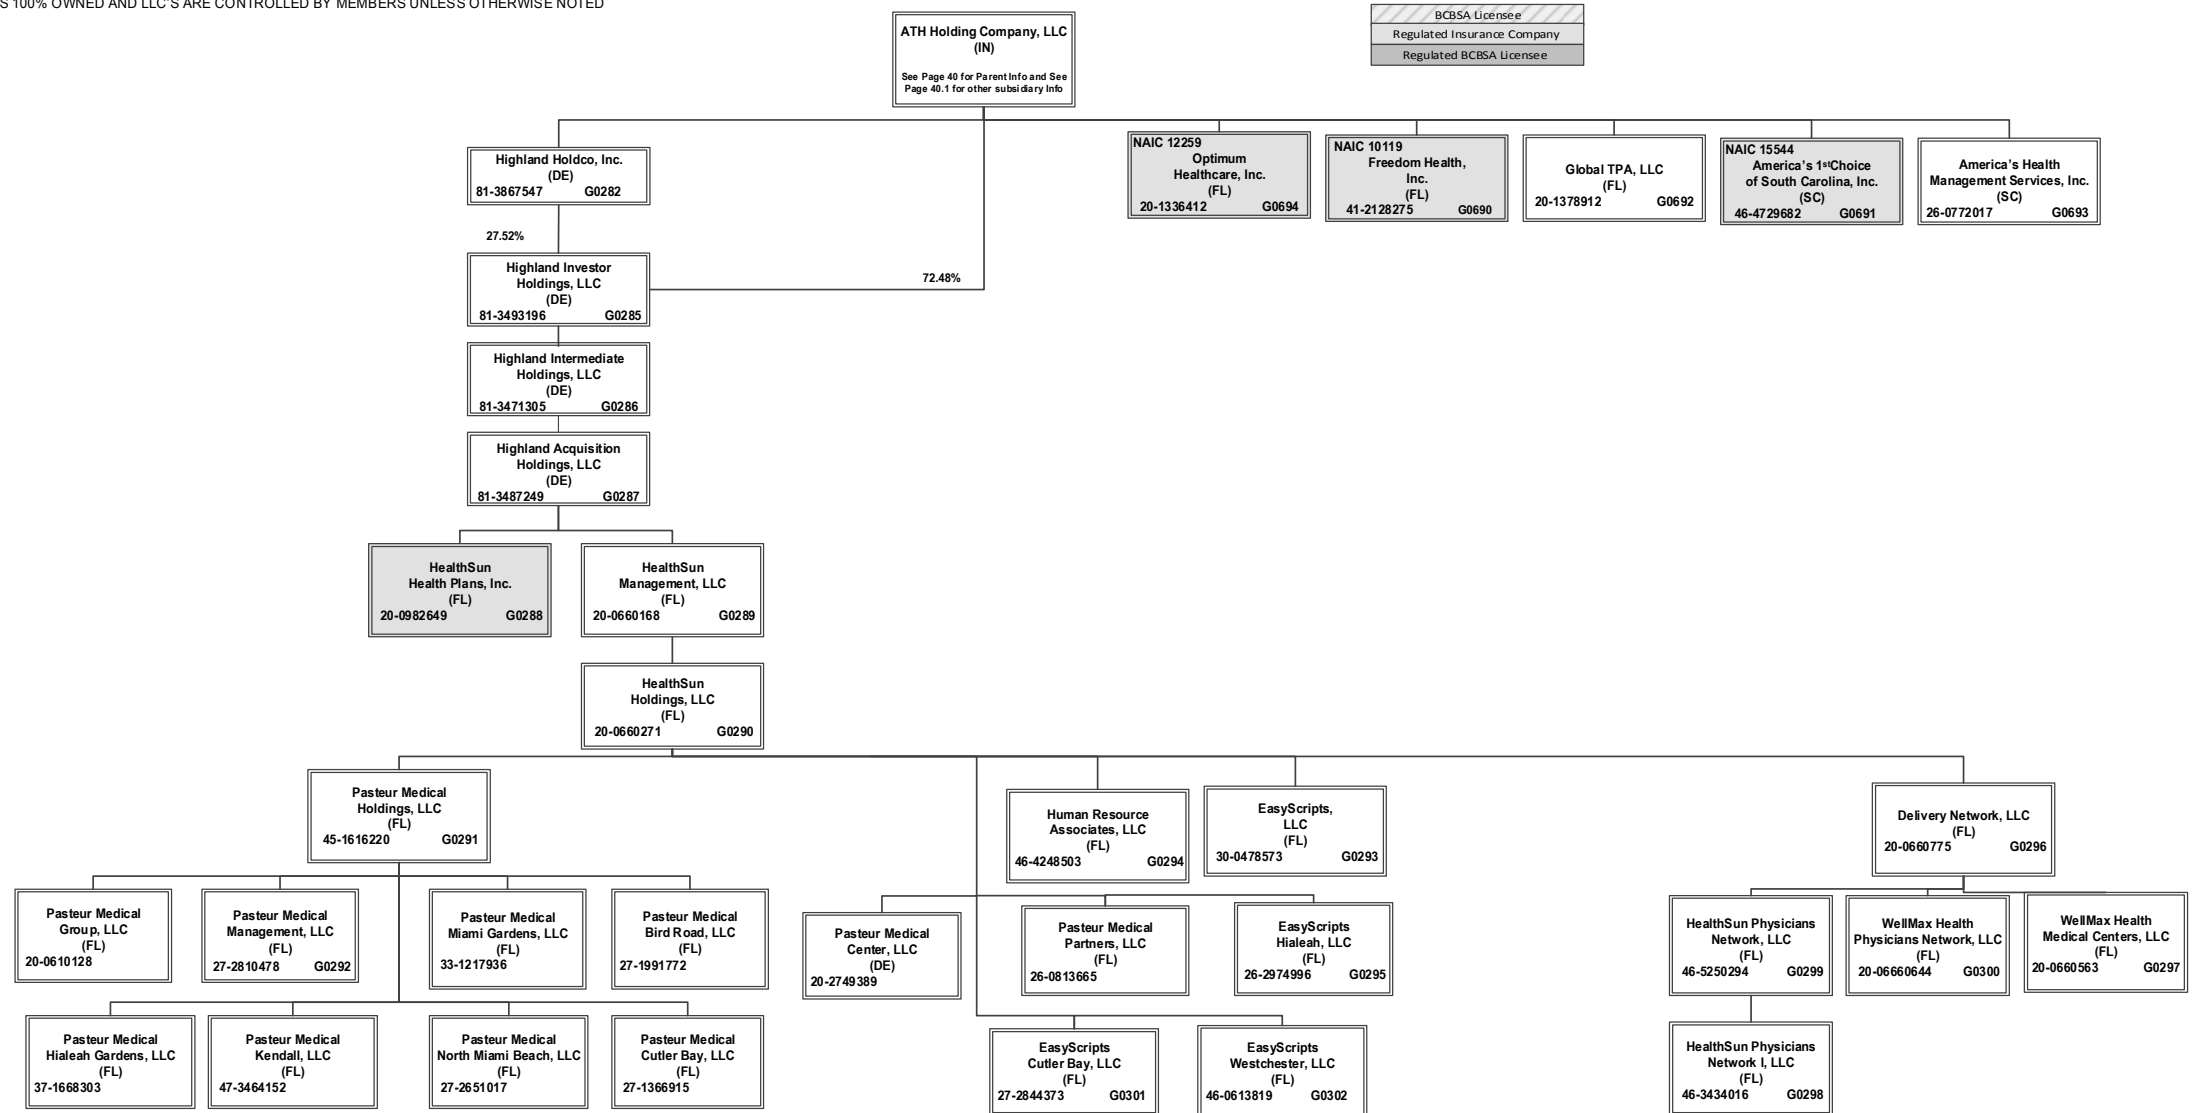 S 100% OWNED AND LLC'S ARE CONTROLLED BY MEMBERS UNLESS OTHERWISE NOTED
ATH Holding Company, LLC
(IN)
See Page 40 for Parent Info and See
Page 40.1 for other subsidiary Info
BCBSA Licensee
Regulated Insurance Company
Regulated BCBSA Licensee
Highland Holdco, Inc.
(DE)
81-3867547 G0282
NAIC 12259
Optimum
Healthcare, Inc.
(FL)
20-1336412 G0694
NAIC 10119
Freedom Health,
Inc.
(FL)
41-2128275 G0690
Global TPA, LLC
(FL)
20-1378912 G0692
NAIC 15544
America's 1stChoice
of South Carolina, Inc.
(SC)
46-4729682 G0691
America's Health
Management Services, Inc.
(SC)
26-0772017 G0693
27.52%
72.48%
Highland Investor
Holdings, LLC
(DE)
81-3493196 G0285
Highland Intermediate
Holdings, LLC
(DE)
81-3471305 G0286
Highland Acquisition
Holdings, LLC
(DE)
81-3487249 G0287
HealthSun
Health Plans, Inc.
(FL)
20-0982649 G0288
HealthSun
Management, LLC
(FL)
20-0660168 G0289
HealthSun
Holdings, LLC
(FL)
20-0660271 G0290
Pasteur Medical
Holdings, LLC
(FL)
45-1616220 G0291
Human Resource
Associates, LLC
(FL)
46-4248503 G0294
EasyScripts,
LLC
(FL)
30-0478573 G0293
Delivery Network, LLC
(FL)
20-0660775 G0296
Pasteur Medical
Group, LLC
(FL)
20-0610128
Pasteur Medical
Management, LLC
(FL)
27-2810478 G0292
Pasteur Medical
Miami Gardens, LLC
(FL)
33-1217936
Pasteur Medical
Bird Road, LLC
(FL)
27-1991772
Pasteur Medical
Center, LLC
(DE)
20-2749389
Pasteur Medical
Partners, LLC
(FL)
26-0813665
EasyScripts
Hialeah, LLC
(FL)
26-2974996 G0295
HealthSun Physicians
Network, LLC
(FL)
46-5250294 G0299
WellMax Health
Physicians Network, LLC
(FL)
20-06660644 G0300
WellMax Health
Medical Centers, LLC
(FL)
20-0660563 G0297
Pasteur Medical
Hialeah Gardens, LLC
(FL)
37-1668303
Pasteur Medical
Kendall, LLC
(FL)
47-3464152
Pasteur Medical
North Miami Beach, LLC
(FL)
27-2651017
Pasteur Medical
Cutler Bay, LLC
(FL)
27-1366915
EasyScripts
Cutler Bay, LLC
(FL)
27-2844373 G0301
EasyScripts
Westchester, LLC
(FL)
46-0613819 G0302
HealthSun Physicians
Network I, LLC
(FL)
46-3434016 G0298